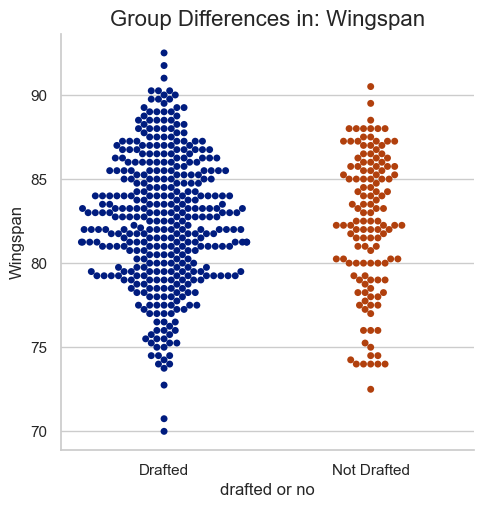 Group Differences in: Wingspan
90
85
80
75
70
Wingspan
Drafted
Not Drafted
drafted or no